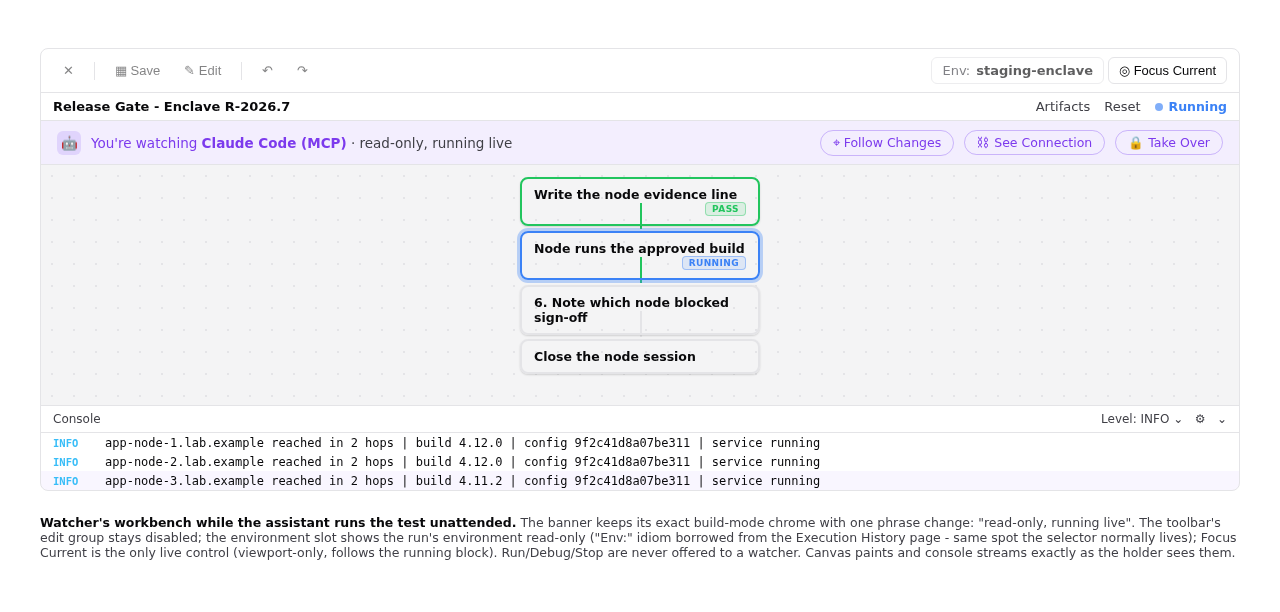 ✕ ▦ Save ✎ Edit ↶ ↷ Env: staging-enclave ◎ Focus Current
Release Gate - Enclave R-2026.7 Artifacts Reset Running
🤖 You're watching Claude Code (MCP) · read-only, running live ⌖ Follow Changes ⛓ See Connection 🔒 Take Over
Write the node evidence line
PASS
Node runs the approved build
RUNNING
6. Note which node blocked
sign-off
Close the node session
Console Level: INFO ⌄ ⚙ ⌄
INFO app-node-1.lab.example reached in 2 hops | build 4.12.0 | config 9f2c41d8a07be311 | service running
INFO app-node-2.lab.example reached in 2 hops | build 4.12.0 | config 9f2c41d8a07be311 | service running
INFO app-node-3.lab.example reached in 2 hops | build 4.11.2 | config 9f2c41d8a07be311 | service running
Watcher's workbench while the assistant runs the test unattended. The banner keeps its exact build-mode chrome with one phrase change: "read-only, running live". The toolbar's
edit group stays disabled; the environment slot shows the run's environment read-only ("Env:" idiom borrowed from the Execution History page - same spot the selector normally lives); Focus
Current is the only live control (viewport-only, follows the running block). Run/Debug/Stop are never offered to a watcher. Canvas paints and console streams exactly as the holder sees them.